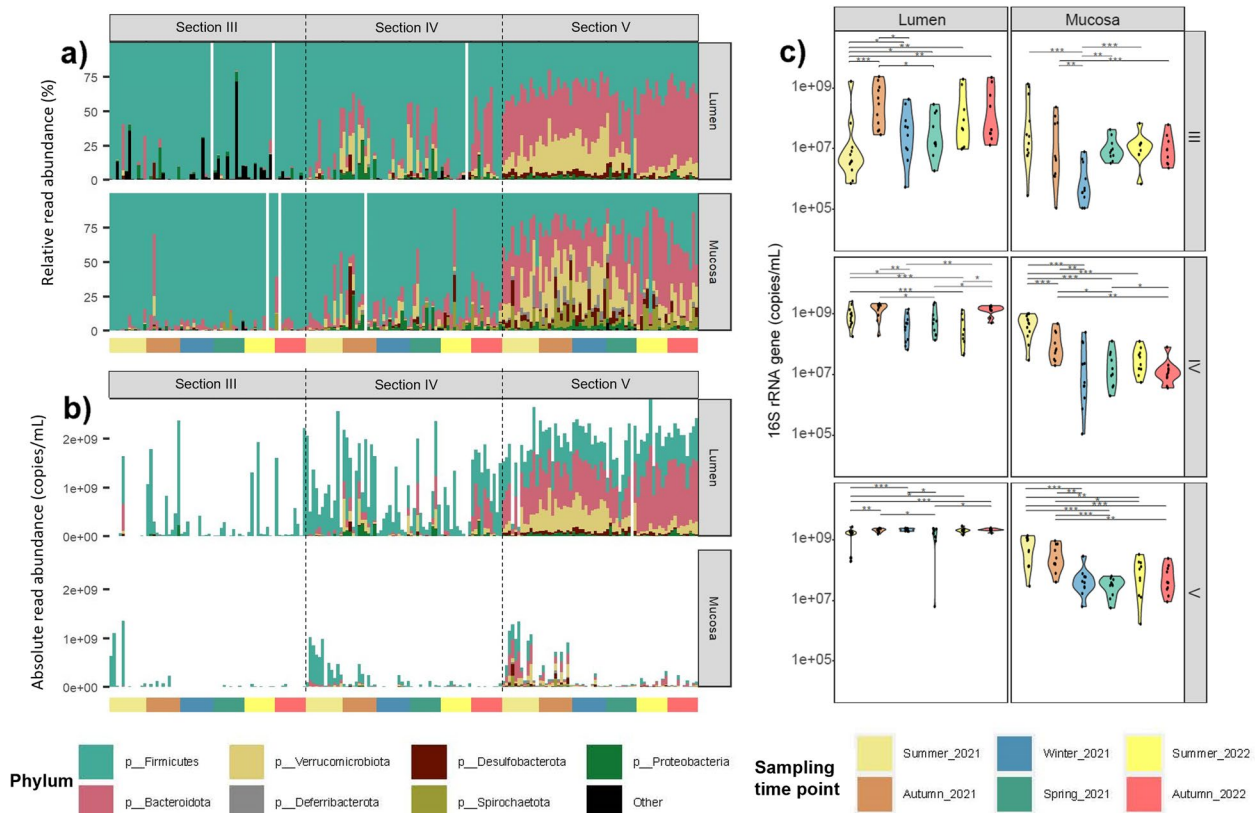 a)
Section III Section IV Section V
Relative read abundance (%)
75
50
25
0
Lumen
75
50
25
0
Mucosa
b)
Section III Section IV Section V
Absolute read abundance (copies/mL)
2e+09
1e+09
0e+00
Lumen
2e+09
1e+09
0e+00
Mucosa
Phylum
p__Firmicutes p__Verrucomicrobiota p__Desulfobacterota p__Proteobacteria
p__Bacteroidota p__Deferribacterota p__Spirochaetota Other
c)
Lumen Mucosa
16S rRNA gene (copies/mL)
1e+09
1e+07
1e+05
III
1e+09
1e+07
1e+05
IV
1e+09
1e+07
1e+05
V
Sampling
time point
Summer_2021 Winter_2021 Summer_2022
Autumn_2021 Spring_2021 Autumn_2022